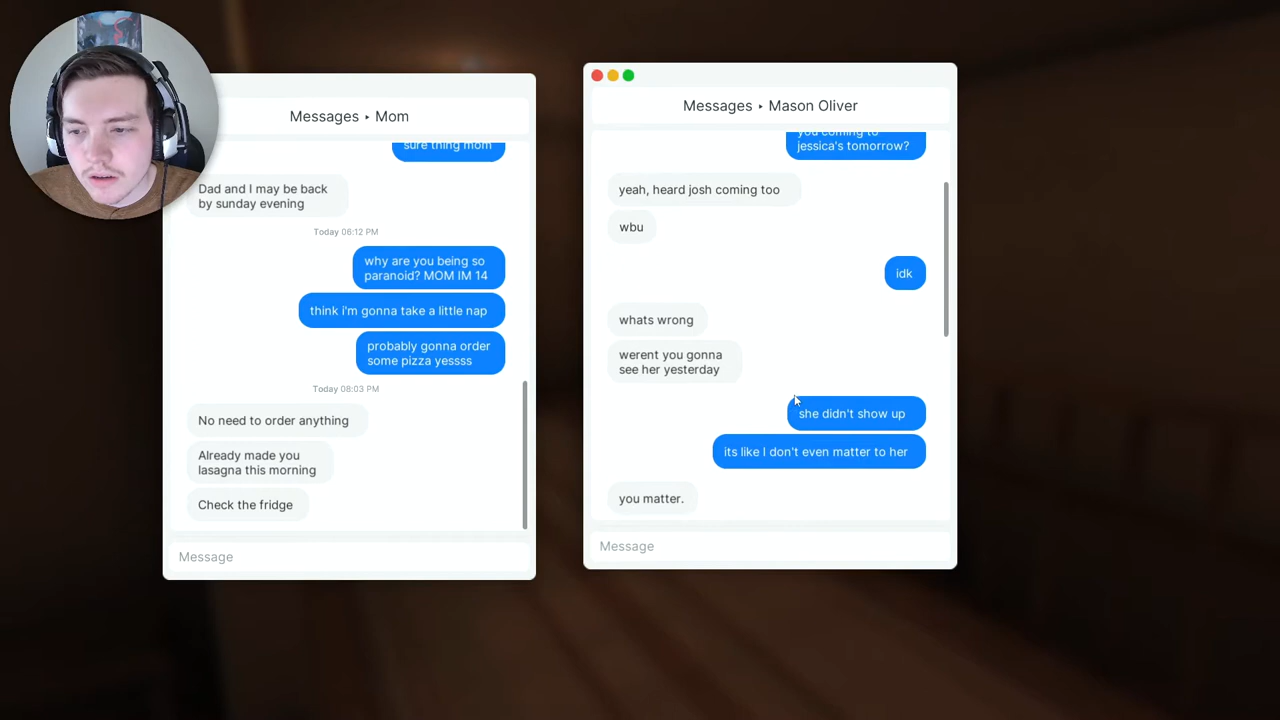 Messages ▸ Mom
sure thing mom
Dad and I may be back
by sunday evening
Today 06:12 PM
why are you being so
paranoid? MOM IM 14
think i'm gonna take a little nap
probably gonna order
some pizza yessss
Today 08:03 PM
No need to order anything
Already made you
lasagna this morning
Check the fridge
Message
Messages ▸ Mason Oliver
you coming to
jessica's tomorrow?
yeah, heard josh coming too
wbu
idk
whats wrong
werent you gonna
see her yesterday
she didn't show up
its like I don't even matter to her
you matter.
Message